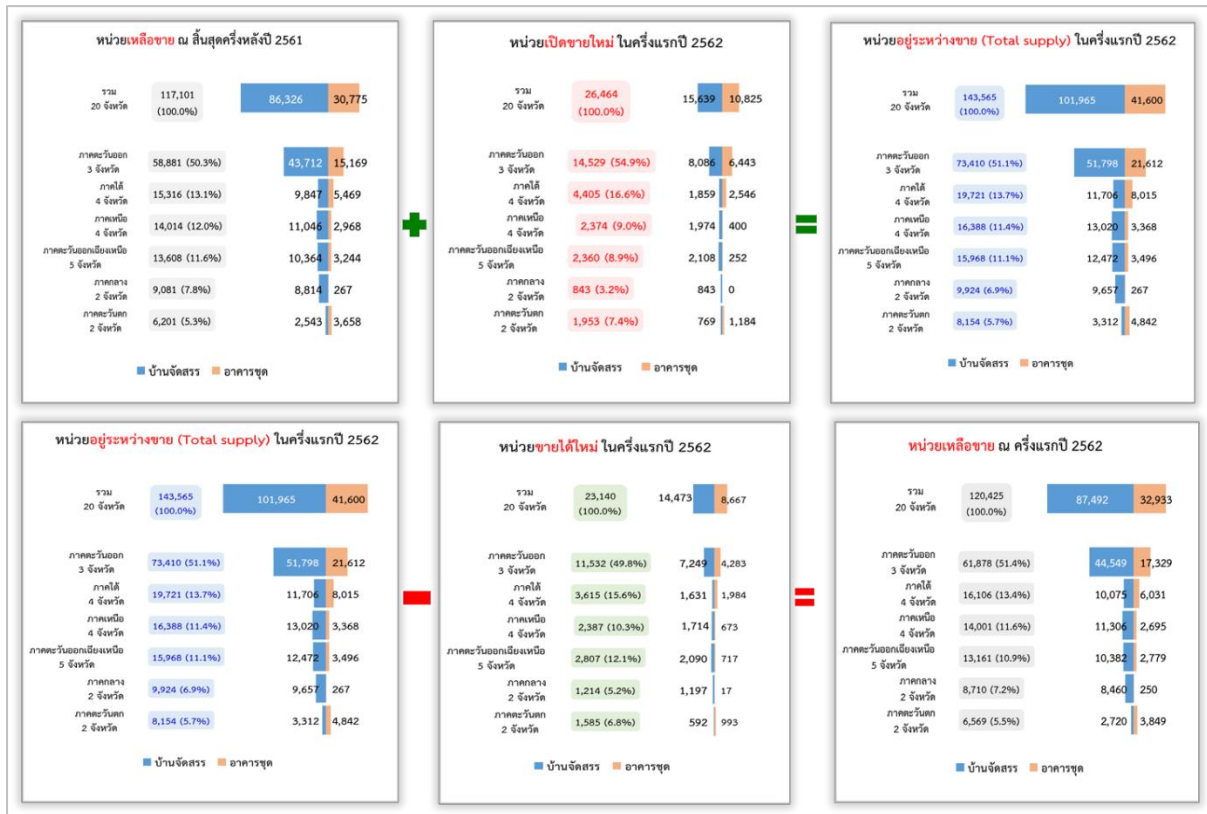 หน่วยเหลือขาย ณ สิ้นสุดครึ่งหลังปี 2561
รวม
20 จังหวัด
117,101
(100.0%)
86,326 30,775
ภาคตะวันออก
3 จังหวัด
58,881 (50.3%) 43,712 15,169
ภาคใต้
4 จังหวัด
15,316 (13.1%) 9,847 5,469
ภาคเหนือ
4 จังหวัด
14,014 (12.0%) 11,046 2,968
ภาคตะวันออกเฉียงเหนือ
5 จังหวัด
13,608 (11.6%) 10,364 3,244
ภาคกลาง
2 จังหวัด
9,081 (7.8%) 8,814 267
ภาคตะวันตก
2 จังหวัด
6,201 (5.3%) 2,543 3,658
บ้านจัดสรร อาคารชุด
หน่วยเปิดขายใหม่ ในครึ่งแรกปี 2562
รวม
20 จังหวัด
26,464
(100.0%)
15,639 10,825
ภาคตะวันออก
3 จังหวัด
14,529 (54.9%) 8,086 6,443
ภาคใต้
4 จังหวัด
4,405 (16.6%) 1,859 2,546
ภาคเหนือ
4 จังหวัด
2,374 (9.0%) 1,974 400
ภาคตะวันออกเฉียงเหนือ
5 จังหวัด
2,360 (8.9%) 2,108 252
ภาคกลาง
2 จังหวัด
843 (3.2%) 843 0
ภาคตะวันตก
2 จังหวัด
1,953 (7.4%) 769 1,184
บ้านจัดสรร อาคารชุด
หน่วยอยู่ระหว่างขาย (Total supply) ในครึ่งแรกปี 2562
รวม
20 จังหวัด
143,565
(100.0%)
101,965 41,600
ภาคตะวันออก
3 จังหวัด
73,410 (51.1%) 51,798 21,612
ภาคใต้
4 จังหวัด
19,721 (13.7%) 11,706 8,015
ภาคเหนือ
4 จังหวัด
16,388 (11.4%) 13,020 3,368
ภาคตะวันออกเฉียงเหนือ
5 จังหวัด
15,968 (11.1%) 12,472 3,496
ภาคกลาง
2 จังหวัด
9,924 (6.9%) 9,657 267
ภาคตะวันตก
2 จังหวัด
8,154 (5.7%) 3,312 4,842
บ้านจัดสรร อาคารชุด
หน่วยอยู่ระหว่างขาย (Total supply) ในครึ่งแรกปี 2562
รวม
20 จังหวัด
143,565
(100.0%)
101,965 41,600
ภาคตะวันออก
3 จังหวัด
73,410 (51.1%) 51,798 21,612
ภาคใต้
4 จังหวัด
19,721 (13.7%) 11,706 8,015
ภาคเหนือ
4 จังหวัด
16,388 (11.4%) 13,020 3,368
ภาคตะวันออกเฉียงเหนือ
5 จังหวัด
15,968 (11.1%) 12,472 3,496
ภาคกลาง
2 จังหวัด
9,924 (6.9%) 9,657 267
ภาคตะวันตก
2 จังหวัด
8,154 (5.7%) 3,312 4,842
บ้านจัดสรร อาคารชุด
หน่วยขายได้ใหม่ ในครึ่งแรกปี 2562
รวม
20 จังหวัด
23,140
(100.0%)
14,473 8,667
ภาคตะวันออก
3 จังหวัด
11,532 (49.8%) 7,249 4,283
ภาคใต้
4 จังหวัด
3,615 (15.6%) 1,631 1,984
ภาคเหนือ
4 จังหวัด
2,387 (10.3%) 1,714 673
ภาคตะวันออกเฉียงเหนือ
5 จังหวัด
2,807 (12.1%) 2,090 717
ภาคกลาง
2 จังหวัด
1,214 (5.2%) 1,197 17
ภาคตะวันตก
2 จังหวัด
1,585 (6.8%) 592 993
บ้านจัดสรร อาคารชุด
หน่วยเหลือขาย ณ ครึ่งแรกปี 2562
รวม
20 จังหวัด
120,425
(100.0%)
87,492 32,933
ภาคตะวันออก
3 จังหวัด
61,878 (51.4%) 44,549 17,329
ภาคใต้
4 จังหวัด
16,106 (13.4%) 10,075 6,031
ภาคเหนือ
4 จังหวัด
14,001 (11.6%) 11,306 2,695
ภาคตะวันออกเฉียงเหนือ
5 จังหวัด
13,161 (10.9%) 10,382 2,779
ภาคกลาง
2 จังหวัด
8,710 (7.2%) 8,460 250
ภาคตะวันตก
2 จังหวัด
6,569 (5.5%) 2,720 3,849
บ้านจัดสรร อาคารชุด